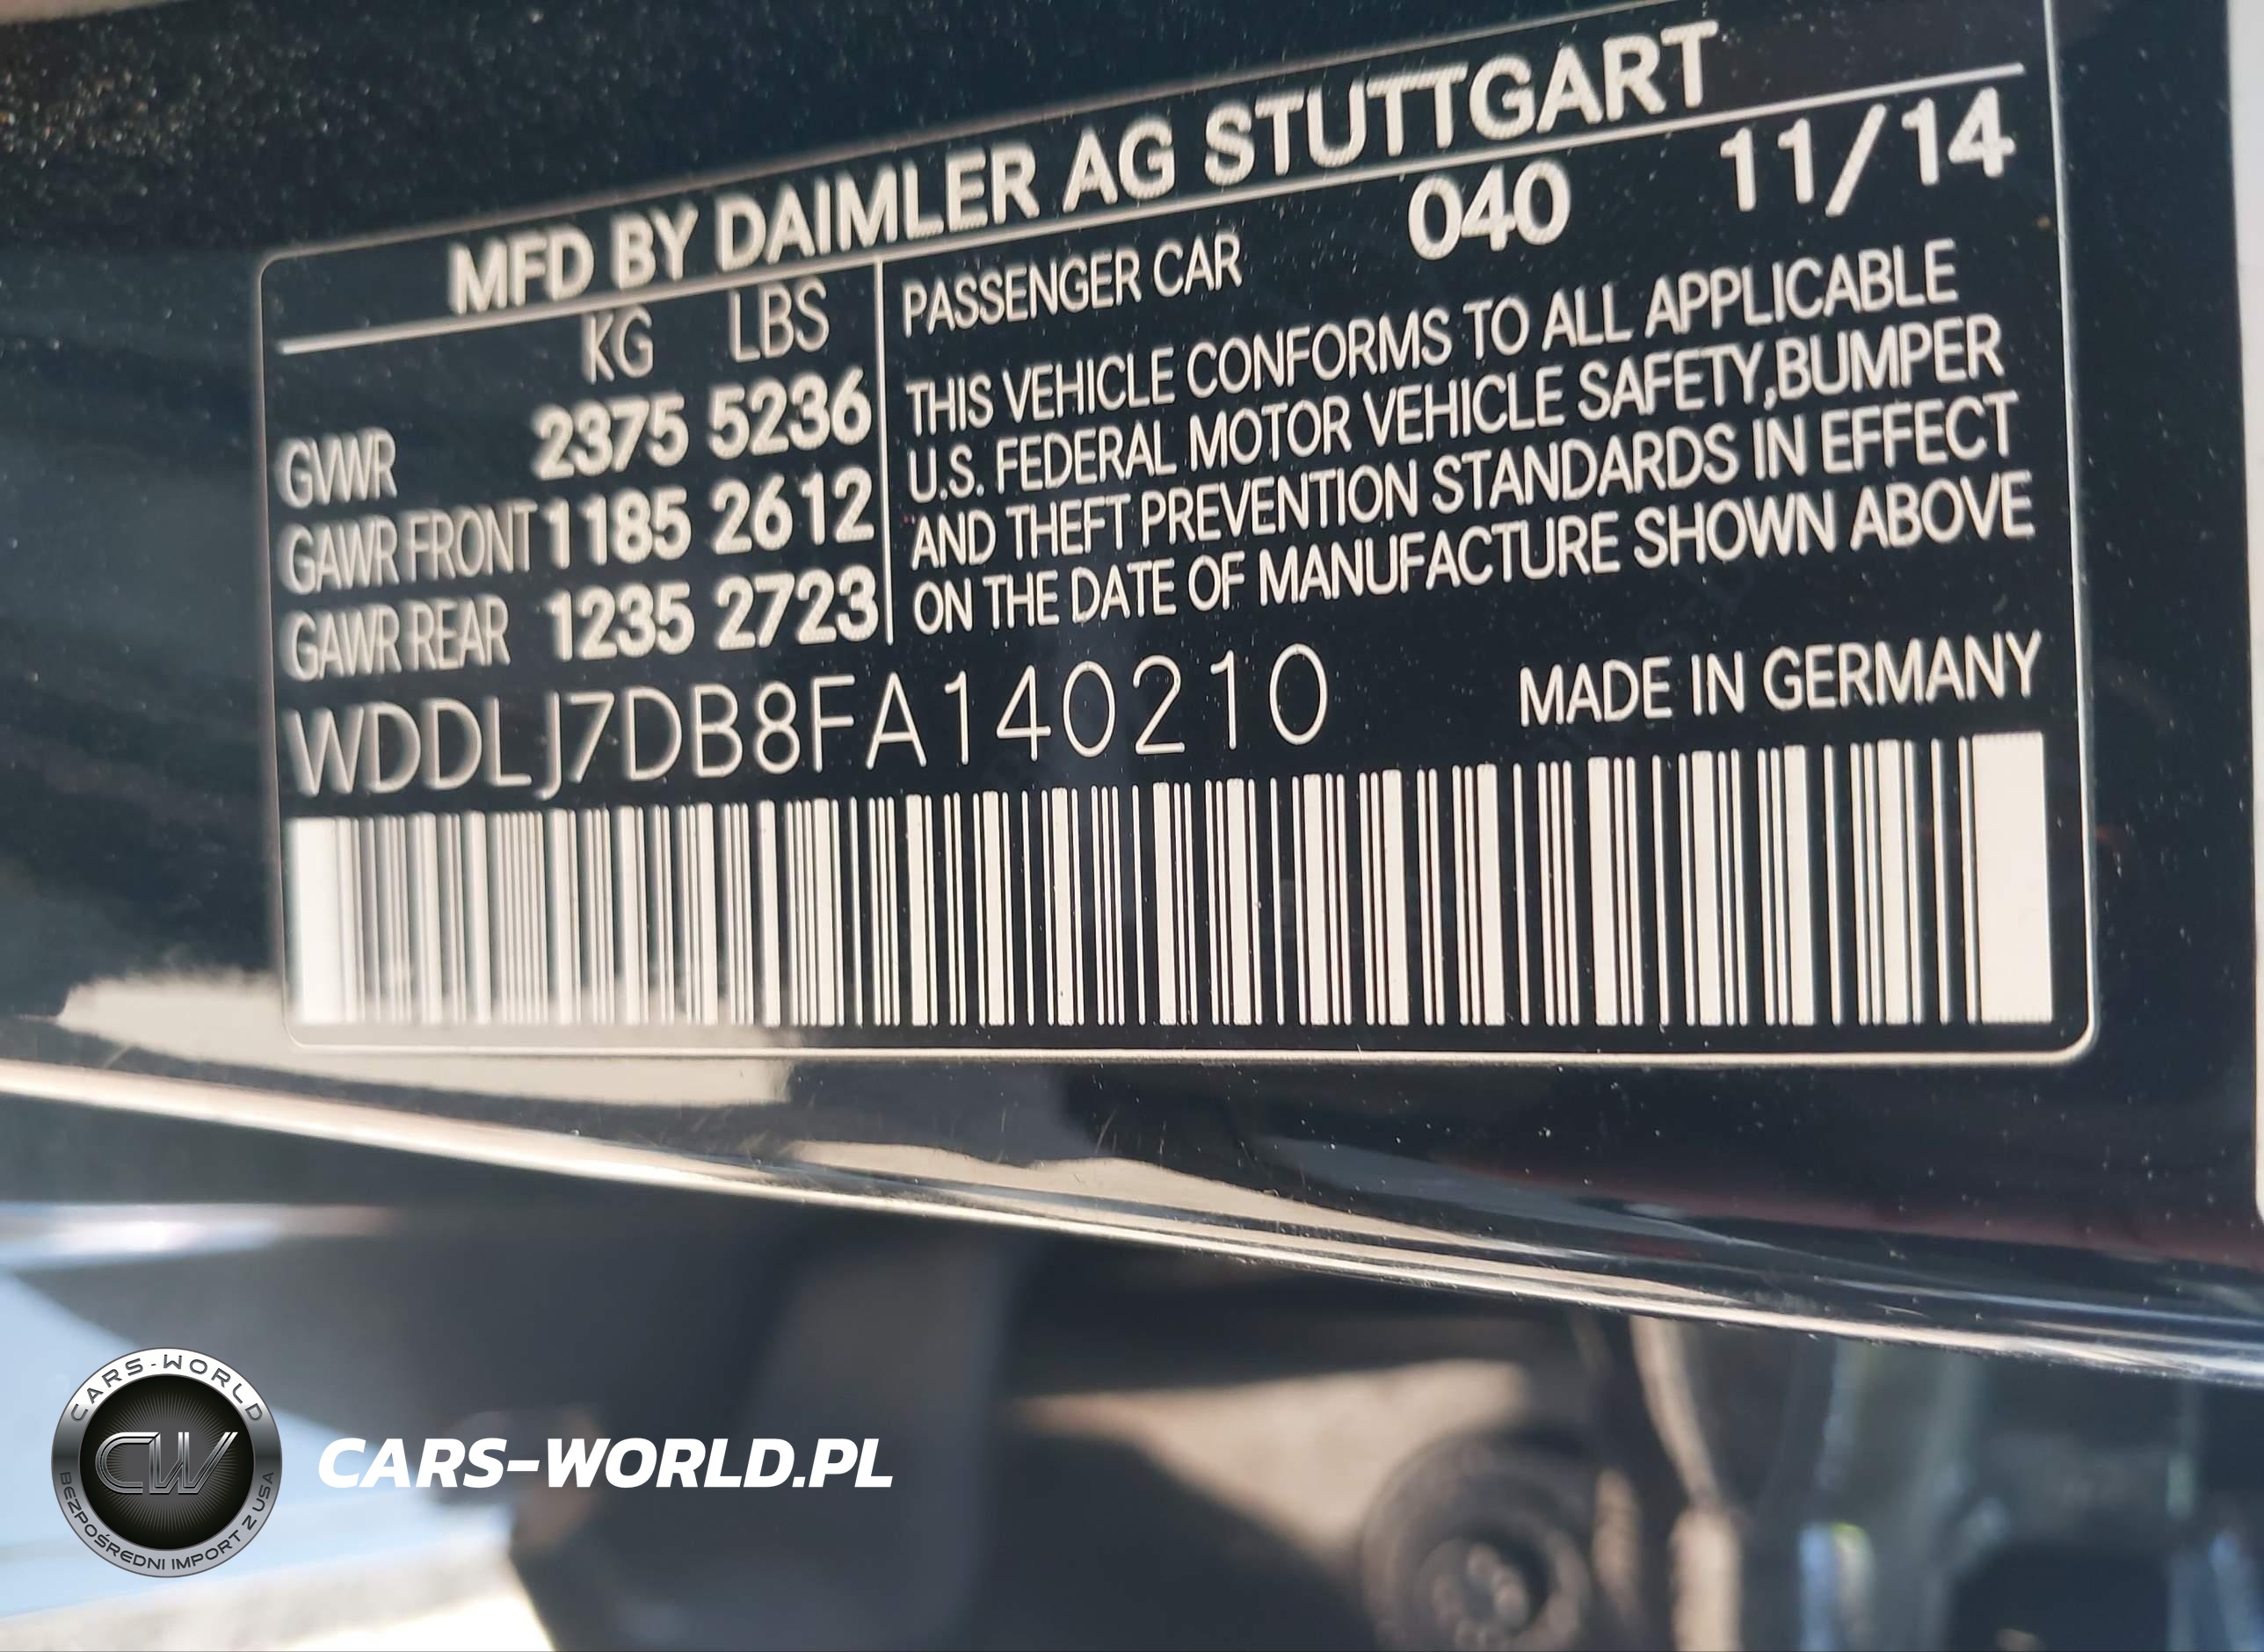 MFD BY DAIMLER AG STUTTGART
KG LBS
GVWR 2375 5236
GAWR FRONT 1185 2612
GAWR REAR 1235 2723
PASSENGER CAR 040 11/14
THIS VEHICLE CONFORMS TO ALL APPLICABLE
U.S. FEDERAL MOTOR VEHICLE SAFETY,BUMPER
AND THEFT PREVENTION STANDARDS IN EFFECT
ON THE DATE OF MANUFACTURE SHOWN ABOVE
WDDLJ7DB8FA140210 MADE IN GERMANY
CARS-WORLD
CW
BEZPOŚREDNI IMPORT Z USA
CARS-WORLD.PL